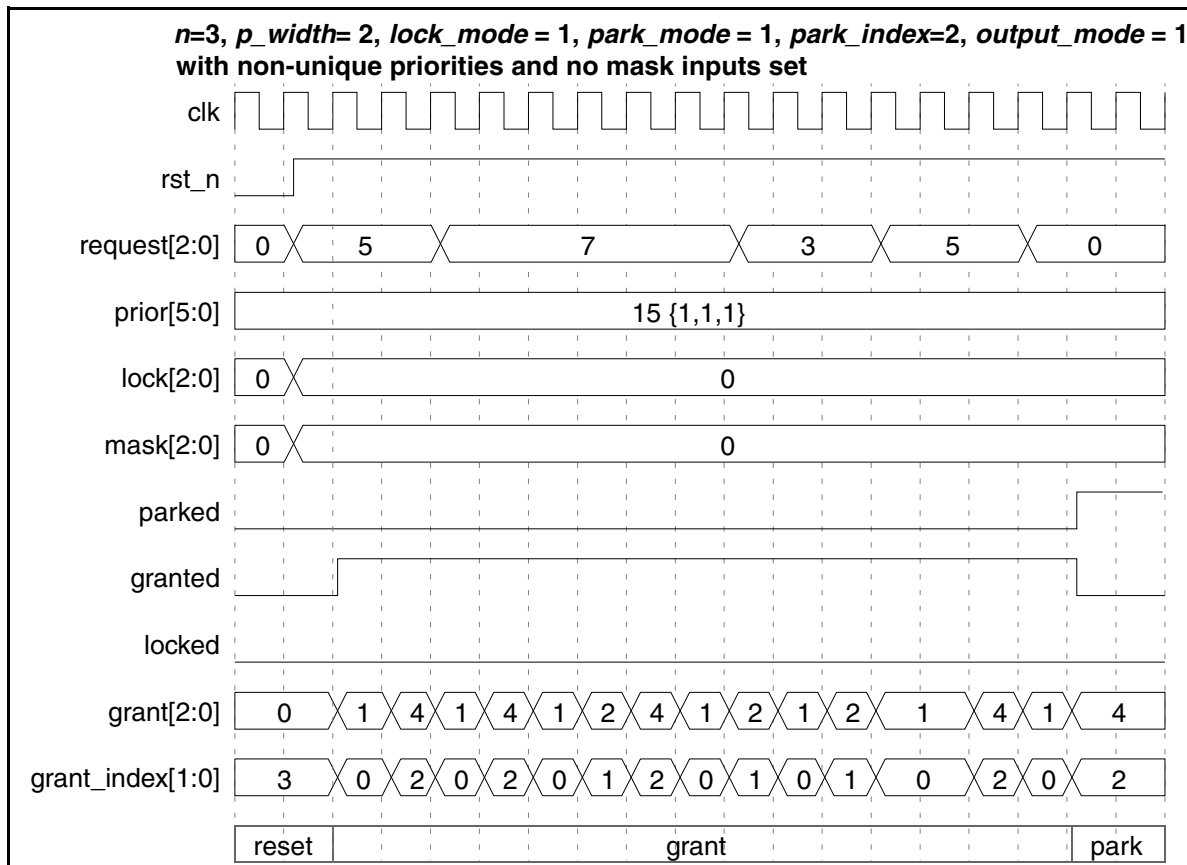 n=3, p_width= 2, lock_mode = 1, park_mode = 1, park_index=2, output_mode = 1
with non-unique priorities and no mask inputs set
clk
rst_n
request[2:0] 0 5 7 3 5 0
prior[5:0] 15 {1,1,1}
lock[2:0] 0 0
mask[2:0] 0 0
parked
granted
locked
grant[2:0] 0 1 4 1 4 1 2 4 1 2 1 2 1 4 1 4
grant_index[1:0] 3 0 2 0 2 0 1 2 0 1 0 1 0 2 0 2
reset grant park